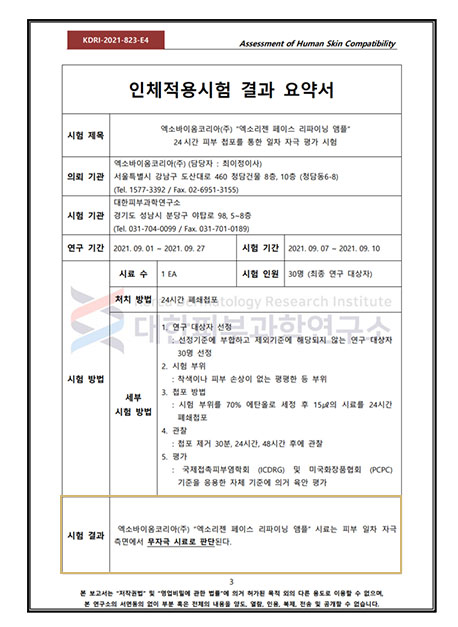 KDRI-2021-823-E4
Assessment of Human Skin Compatibility
인체적용시험 결과 요약서
시험 제목
엑소바이옴코리아(주) "엑소리젠 페이스 리파이닝 앰플"
24시간 피부 첩포를 통한 일차 자극 평가 시험
의뢰 기관
엑소바이옴코리아(주) (담당자 : 최이정이사)
서울특별시 강남구 도산대로 460 청담건물 8층, 10층 (청담동6-8)
(Tel. 1577-3392 / Fax. 02-6951-3155)
시험 기관
대한피부과학연구소
경기도 성남시 분당구 야탑로 98, 5~8층
(Tel. 031-704-0099 / Fax. 031-701-0189)
연구 기간
2021. 09. 01 ~ 2021. 09. 27
시험 기간
2021. 09. 07 ~ 2021. 09. 10
시험 방법
시료 수
1 EA
시험 인원
30명 (최종 연구 대상자)
처치 방법
24시간 폐쇄첩포
Dermatology Research Institute
대한피부과학연구소
세부
시험 방법
1. 연구 대상자 선정
: 선정기준에 부합하고 제외기준에 해당되지 않는 연구 대상자
30명 선정
2. 시험 부위
: 착색이나 피부 손상이 없는 평평한 등 부위
3. 첩포 방법
: 시험 부위를 70% 에탄올로 세정 후 15㎕의 시료를 24시간
폐쇄첩포
4. 관찰
: 첩포 제거 30분, 24시간, 48시간 후에 관찰
5. 평가
: 국제접촉피부염학회 (ICDRG) 및 미국화장품협회 (PCPC)
기준을 응용한 자체 기준에 의거 육안 평가
시험 결과
엑소바이옴코리아(주) "엑소리젠 페이스 리파이닝 앰플" 시료는 피부 일차 자극
측면에서 무자극 시료로 판단된다.
3
본 보고서는 "저작권법" 및 "영업비밀에 관한 법률"에 의거 허가된 목적 외의 다른 용도로 이용할 수 없으며,
본 연구소의 서면동의 없이 부분 혹은 전체의 내용을 양도, 열람, 인용, 복제, 전송 및 공개할 수 없습니다.